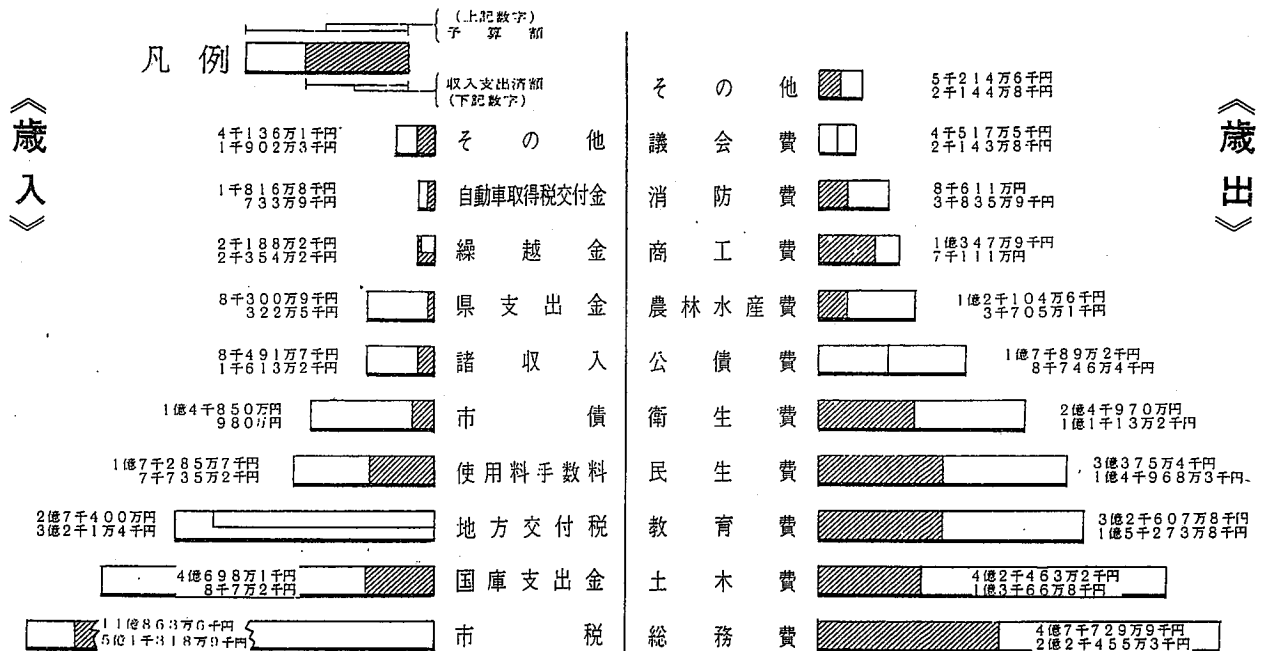 凡例
(上記数字)
予算額
収入支出済額
(下記数字)
《歳入》
4千136万1千円
1千902万3千円
その他
1千816万8千円
733万9千円
自動車取得税交付金
2千188万2千円
2千354万2千円
繰越金
8千300万9千円
322万5千円
県支出金
8千491万7千円
1千613万2千円
諸収入
1億4千850万円
980万円
市債
1億7千285万7千円
7千735万2千円
使用料手数料
2億7千400万円
3億2千1万4千円
地方交付税
4億698万1千円
8千7万2千円
国庫支出金
11億863万6千円
5億1千318万9千円
市税
《歳出》
その他
5千214万6千円
2千144万8千円
議会費
4千517万5千円
2千143万8千円
消防費
8千611万円
3千835万9千円
商工費
1億347万9千円
7千111万円
農林水産費
1億2千104万6千円
3千705万1千円
公債費
1億7千89万2千円
8千746万4千円
衛生費
2億4千970万円
1億1千13万2千円
民生費
3億375万4千円
1億4千968万3千円
教育費
3億2千607万8千円
1億5千273万8千円
土木費
4億2千463万2千円
1億3千66万8千円
総務費
4億7千729万9千円
2億2千455万3千円